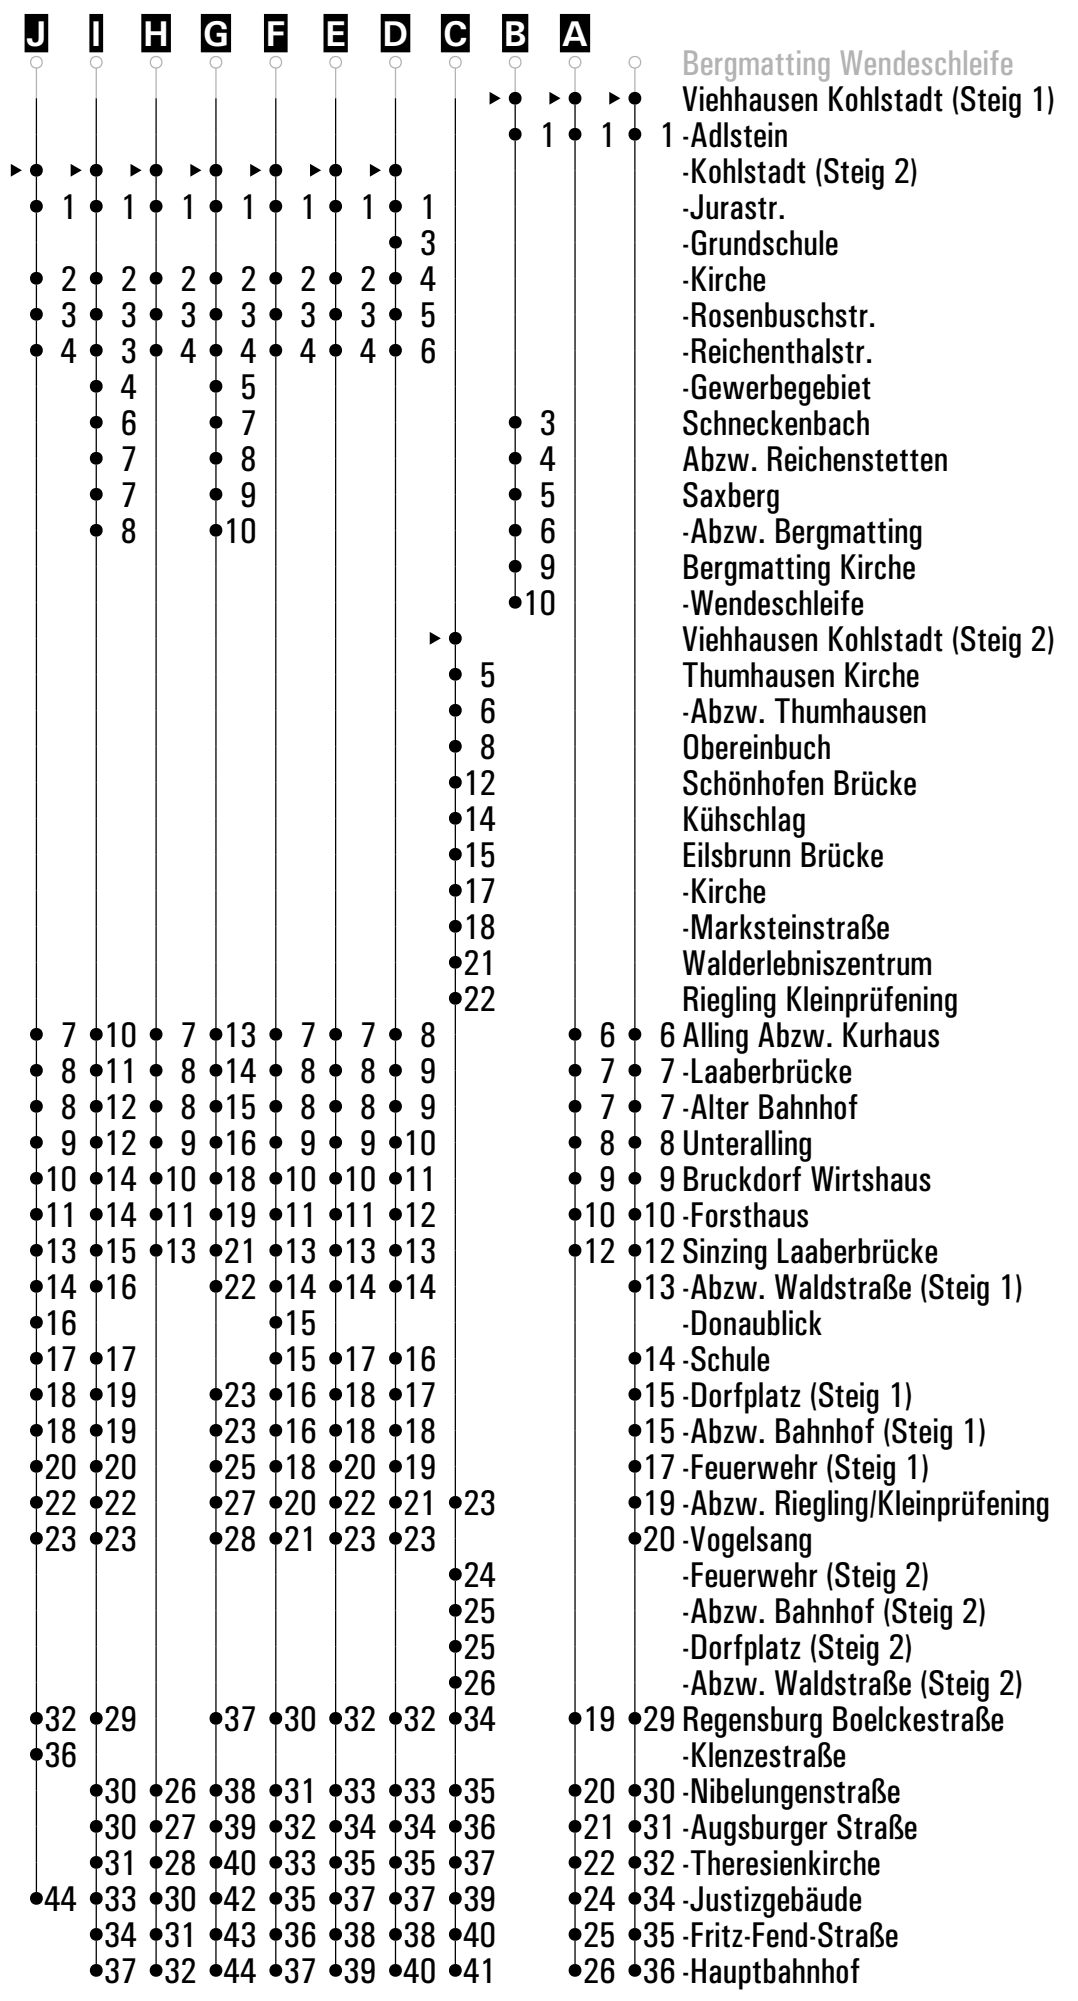 J I H G F E D C B A
Bergmatting Wendeschleife
Viehhausen Kohlstadt (Steig 1)
1 1 1 -Adlstein
-Kohlstadt (Steig 2)
1 1 1 1 1 1 1 -Jurastr.
3 -Grundschule
2 2 2 2 2 2 4 -Kirche
3 3 3 3 3 3 5 -Rosenbuschstr.
4 3 4 4 4 4 6 -Reichenthalstr.
4 5 -Gewerbegebiet
6 7 3 Schneckenbach
7 8 4 Abzw. Reichenstetten
7 9 5 Saxberg
8 10 6 -Abzw. Bergmatting
9 Bergmatting Kirche
10 -Wendeschleife
Viehhausen Kohlstadt (Steig 2)
5 Thumhausen Kirche
6 -Abzw. Thumhausen
8 Obereinbuch
12 Schönhofen Brücke
14 Kühschlag
15 Eilsbrunn Brücke
17 -Kirche
18 -Marksteinstraße
21 Walderlebniszentrum
22 Riegling Kleinprüfening
7 10 7 13 7 7 8 6 6 Alling Abzw. Kurhaus
8 11 8 14 8 8 9 7 7 -Laaberbrücke
8 12 8 15 8 8 9 7 7 -Alter Bahnhof
9 12 9 16 9 9 10 8 8 Unteralling
10 14 10 18 10 10 11 9 9 Bruckdorf Wirtshaus
11 14 11 19 11 11 12 10 10 -Forsthaus
13 15 13 21 13 13 13 12 12 Sinzing Laaberbrücke
14 16 22 14 14 14 13 -Abzw. Waldstraße (Steig 1)
16 15 -Donaublick
17 17 15 17 16 14 -Schule
18 19 23 16 18 17 15 -Dorfplatz (Steig 1)
18 19 23 16 18 18 15 -Abzw. Bahnhof (Steig 1)
20 20 25 18 20 19 17 -Feuerwehr (Steig 1)
22 22 27 20 22 21 23 19 -Abzw. Riegling/Kleinprüfening
23 23 28 21 23 23 20 -Vogelsang
24 -Feuerwehr (Steig 2)
25 -Abzw. Bahnhof (Steig 2)
25 -Dorfplatz (Steig 2)
26 -Abzw. Waldstraße (Steig 2)
32 29 37 30 32 32 34 19 29 Regensburg Boelckestraße
36 -Klenzestraße
30 26 38 31 33 33 35 20 30 -Nibelungenstraße
30 27 39 32 34 34 36 21 31 -Augsburger Straße
31 28 40 33 35 35 37 22 32 -Theresienkirche
44 33 30 42 35 37 37 39 24 34 -Justizgebäude
34 31 43 36 38 38 40 25 35 -Fritz-Fend-Straße
37 32 44 37 39 40 41 26 36 -Hauptbahnhof